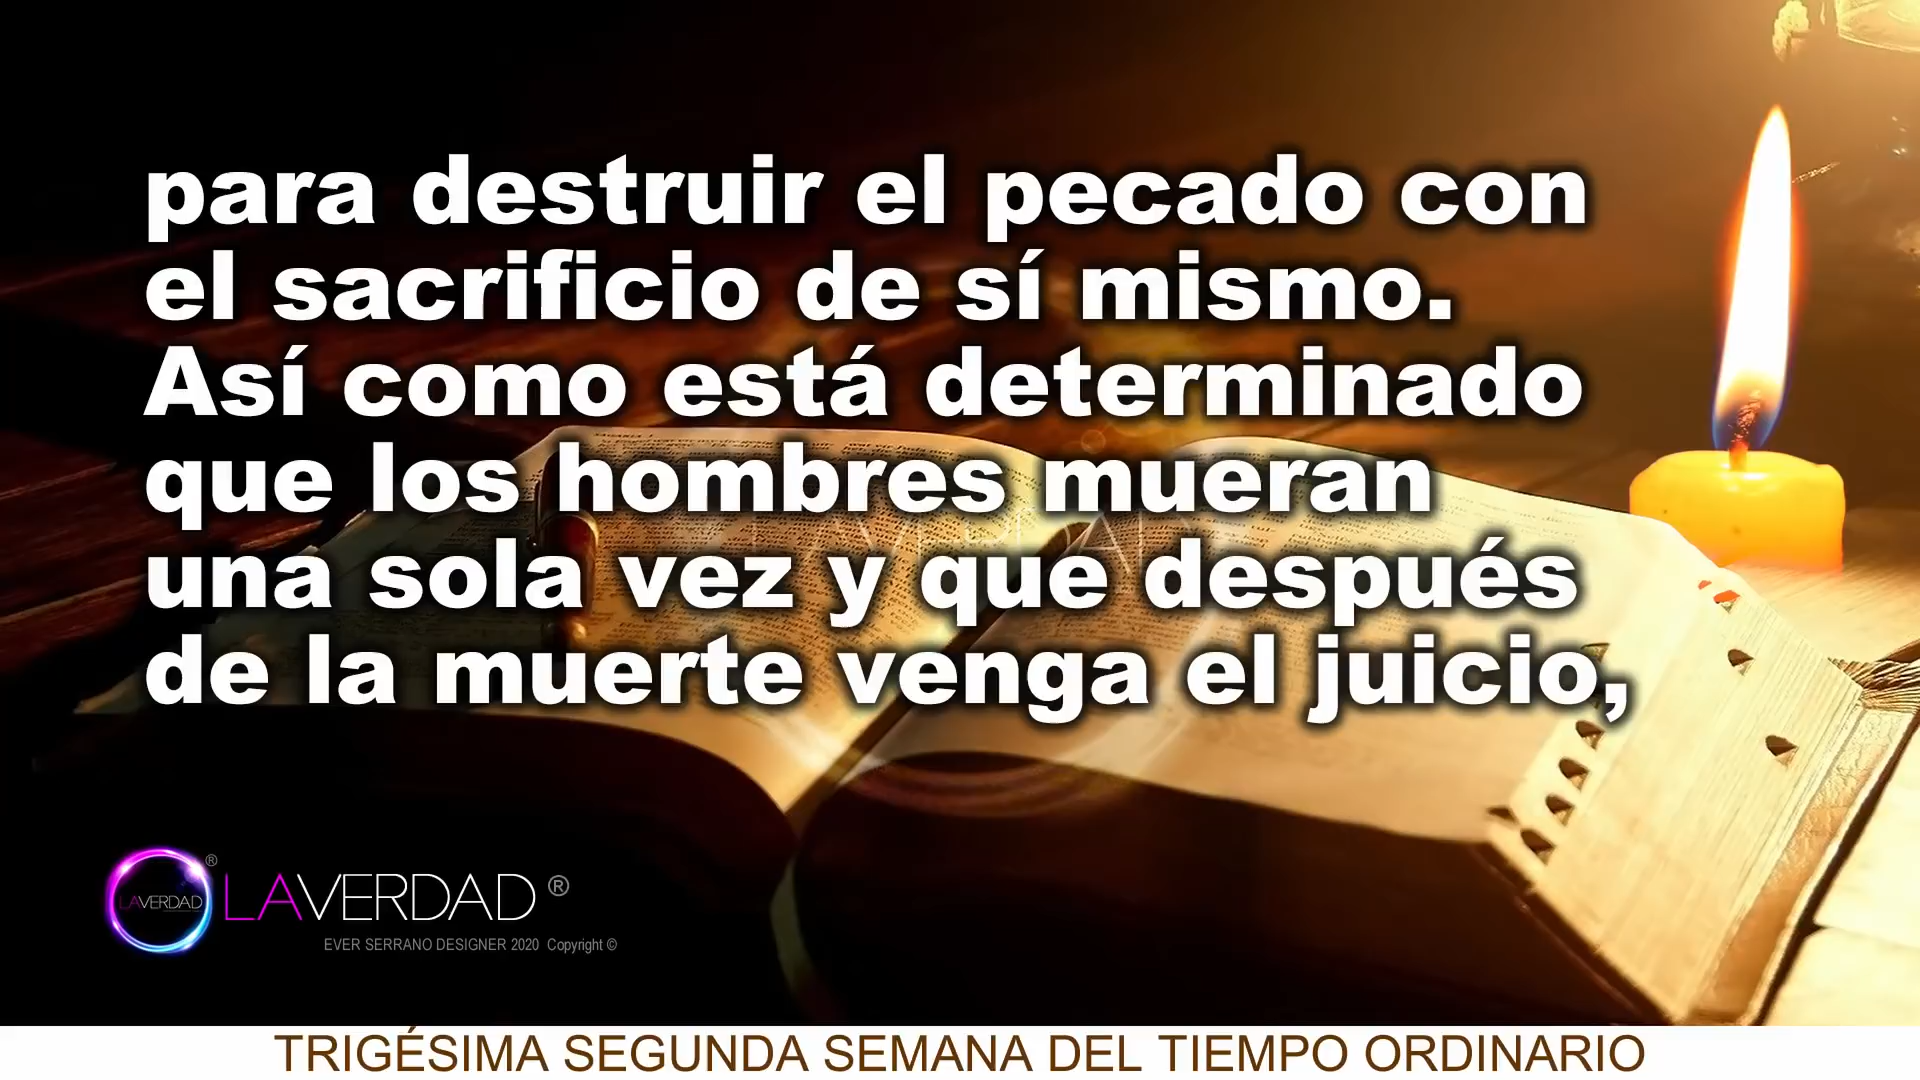 para destruir el pecado con
el sacrificio de sí mismo.
Así como está determinado
que los hombres mueran
una sola vez y que después
de la muerte venga el juicio,
LAVERDAD ®
LAVERDAD ®
EVER SERRANO DESIGNER 2020 Copyright ©
TRIGÉSIMA SEGUNDA SEMANA DEL TIEMPO ORDINARIO